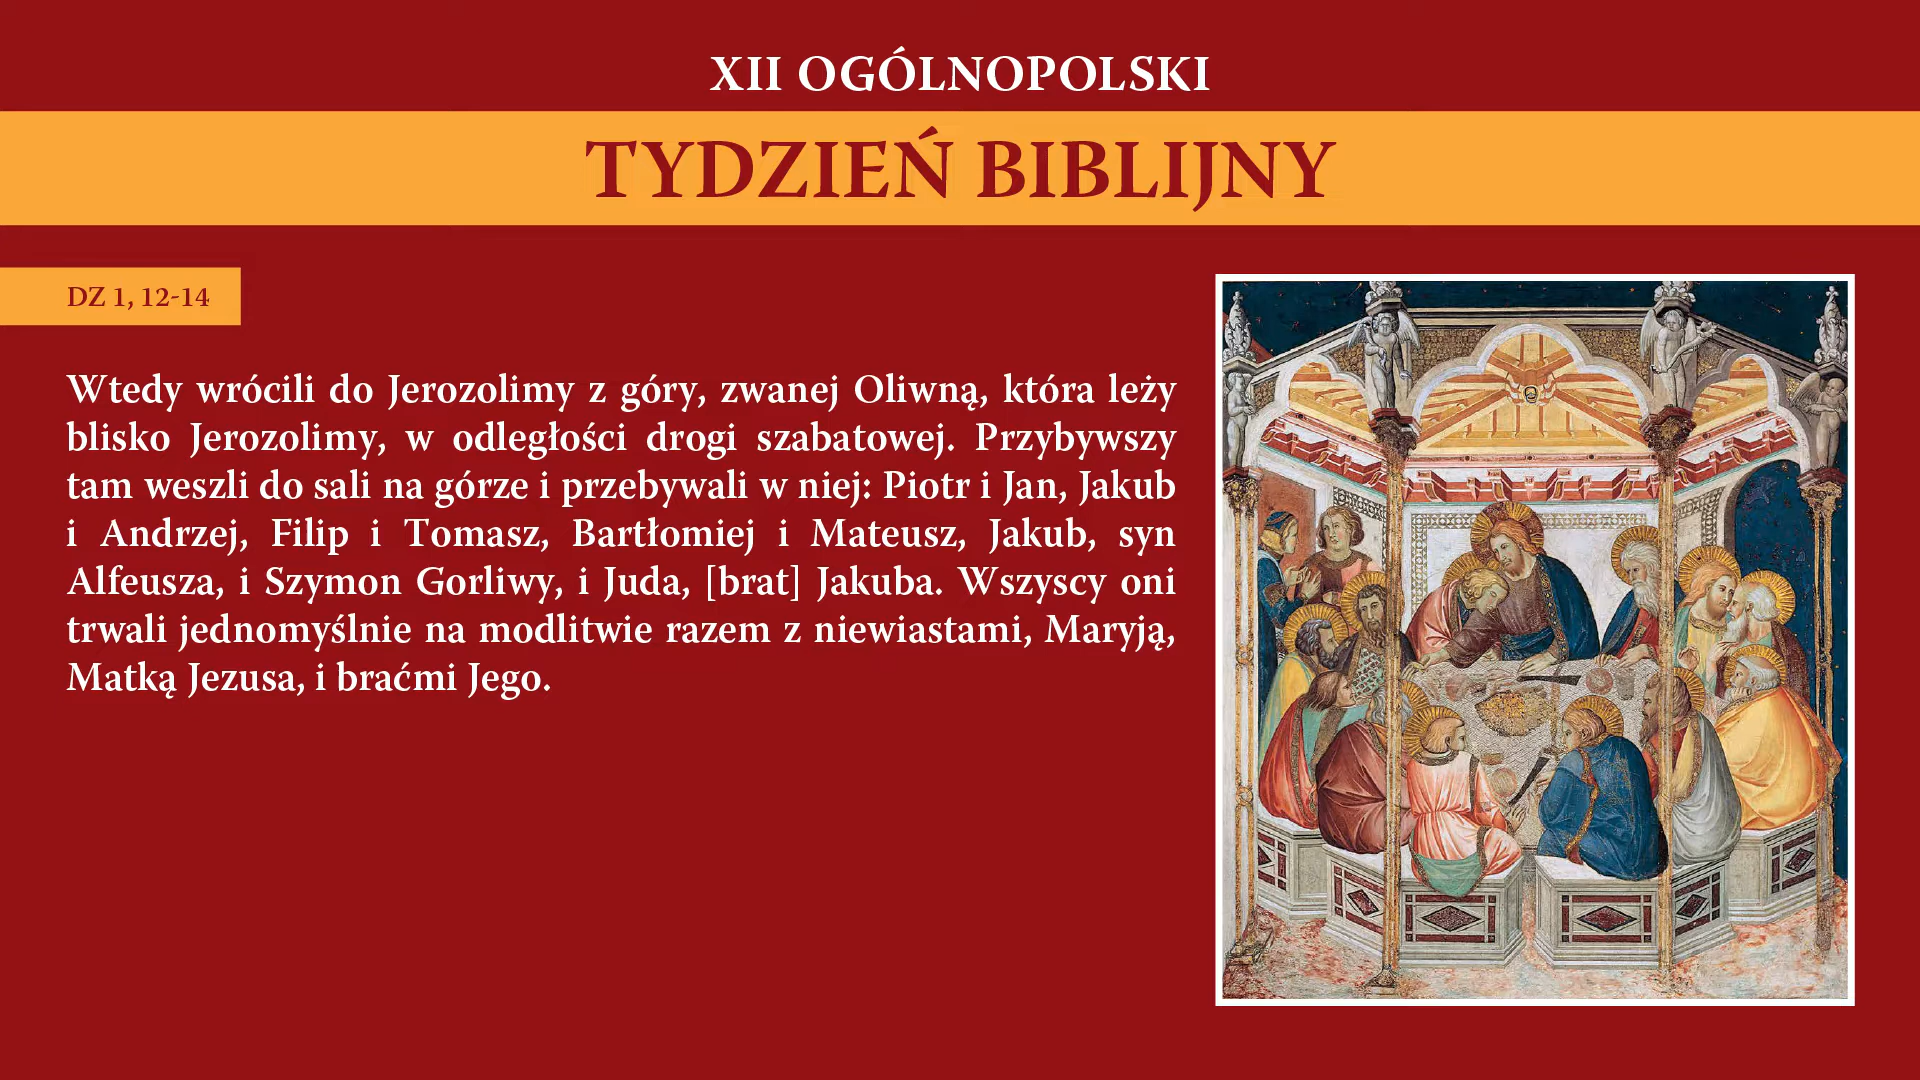 XII OGÓLNOPOLSKI
TYDZIEŃ BIBLIJNY
DZ 1, 12-14
Wtedy wrócili do Jerozolimy z góry, zwanej Oliwną, która leży
blisko Jerozolimy, w odległości drogi szabatowej. Przybywszy
tam weszli do sali na górze i przebywali w niej: Piotr i Jan, Jakub
i Andrzej, Filip i Tomasz, Bartłomiej i Mateusz, Jakub, syn
Alfeusza, i Szymon Gorliwy, i Juda, [brat] Jakuba. Wszyscy oni
trwali jednomyślnie na modlitwie razem z niewiastami, Maryją,
Matką Jezusa, i braćmi Jego.